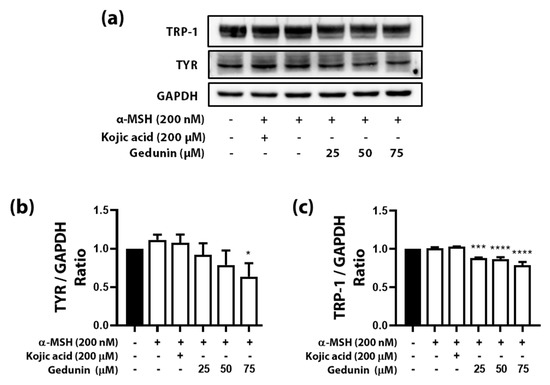 (a)
TRP-1
TYR
GAPDH
α-MSH (200 nM) - + + + + +
Kojic acid (200 μM) - + - - - -
Gedunin (μM) - - - 25 50 75
(b)
TYR / GAPDH
Ratio
1.5
1.0
0.5
0.0
*
α-MSH (200 nM) - + + + + +
Kojic acid (200 μM) - - + - - -
Gedunin (μM) - - - 25 50 75
(c)
TRP-1 / GAPDH
Ratio
1.5
1.0
0.5
0.0
*** **** ****
α-MSH (200 nM) - + + + + +
Kojic acid (200 μM) - - + - - -
Gedunin (μM) - - - 25 50 75